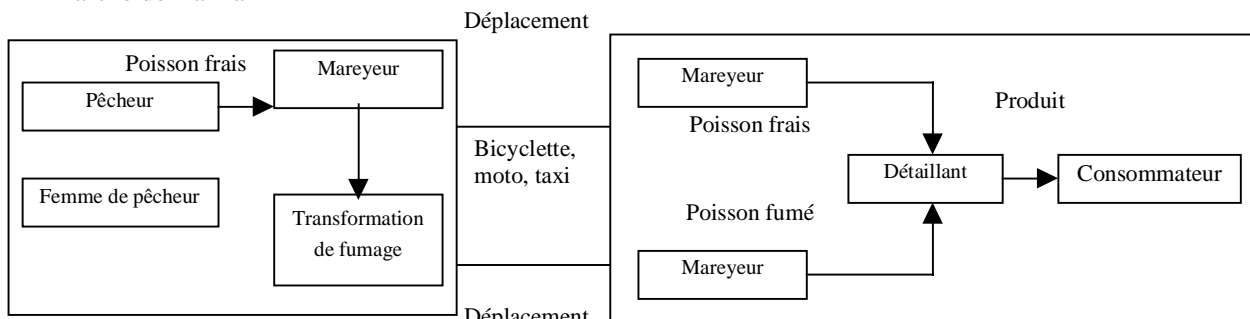 Déplacement
Poisson frais
Mareyeur
Pêcheur
Femme de pêcheur
Transformation
de fumage
Bicyclette,
moto, taxi
Déplacement
Mareyeur
Poisson frais
Produit
Détaillant
Consommateur
Poisson fumé
Mareyeur